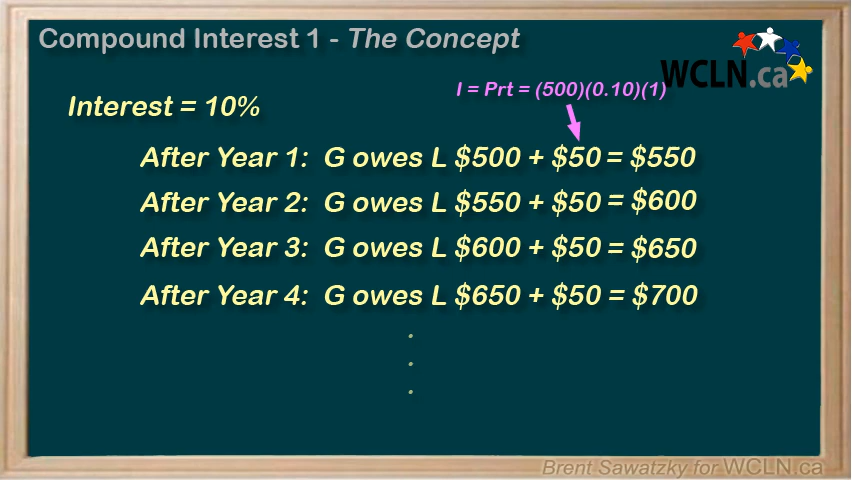 Compound Interest 1 - The Concept
WCLN.ca
I = Prt = (500)(0.10)(1)
Interest = 10%
After Year 1: G owes L $500 + $50 = $550
After Year 2: G owes L $550 + $50 = $600
After Year 3: G owes L $600 + $50 = $650
After Year 4: G owes L $650 + $50 = $700
.
.
.
Brent Sawatzky for WCLN.ca